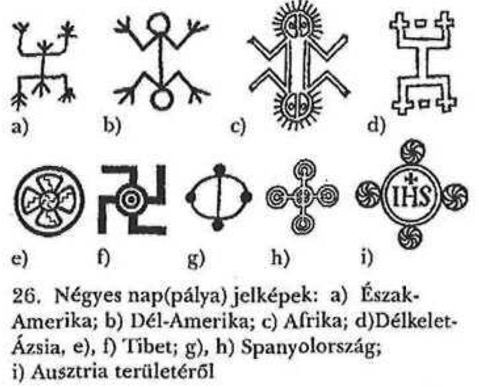 a) b) c) d)
IHS
e) f) g) h) i)
26. Négyes nap(pálya) jelképek: a) Észak-
Amerika; b) Dél-Amerika; c) Afrika; d)Délkelet-
Ázsia, e), f) Tibet; g), h) Spanyolország;
i) Ausztria területéről